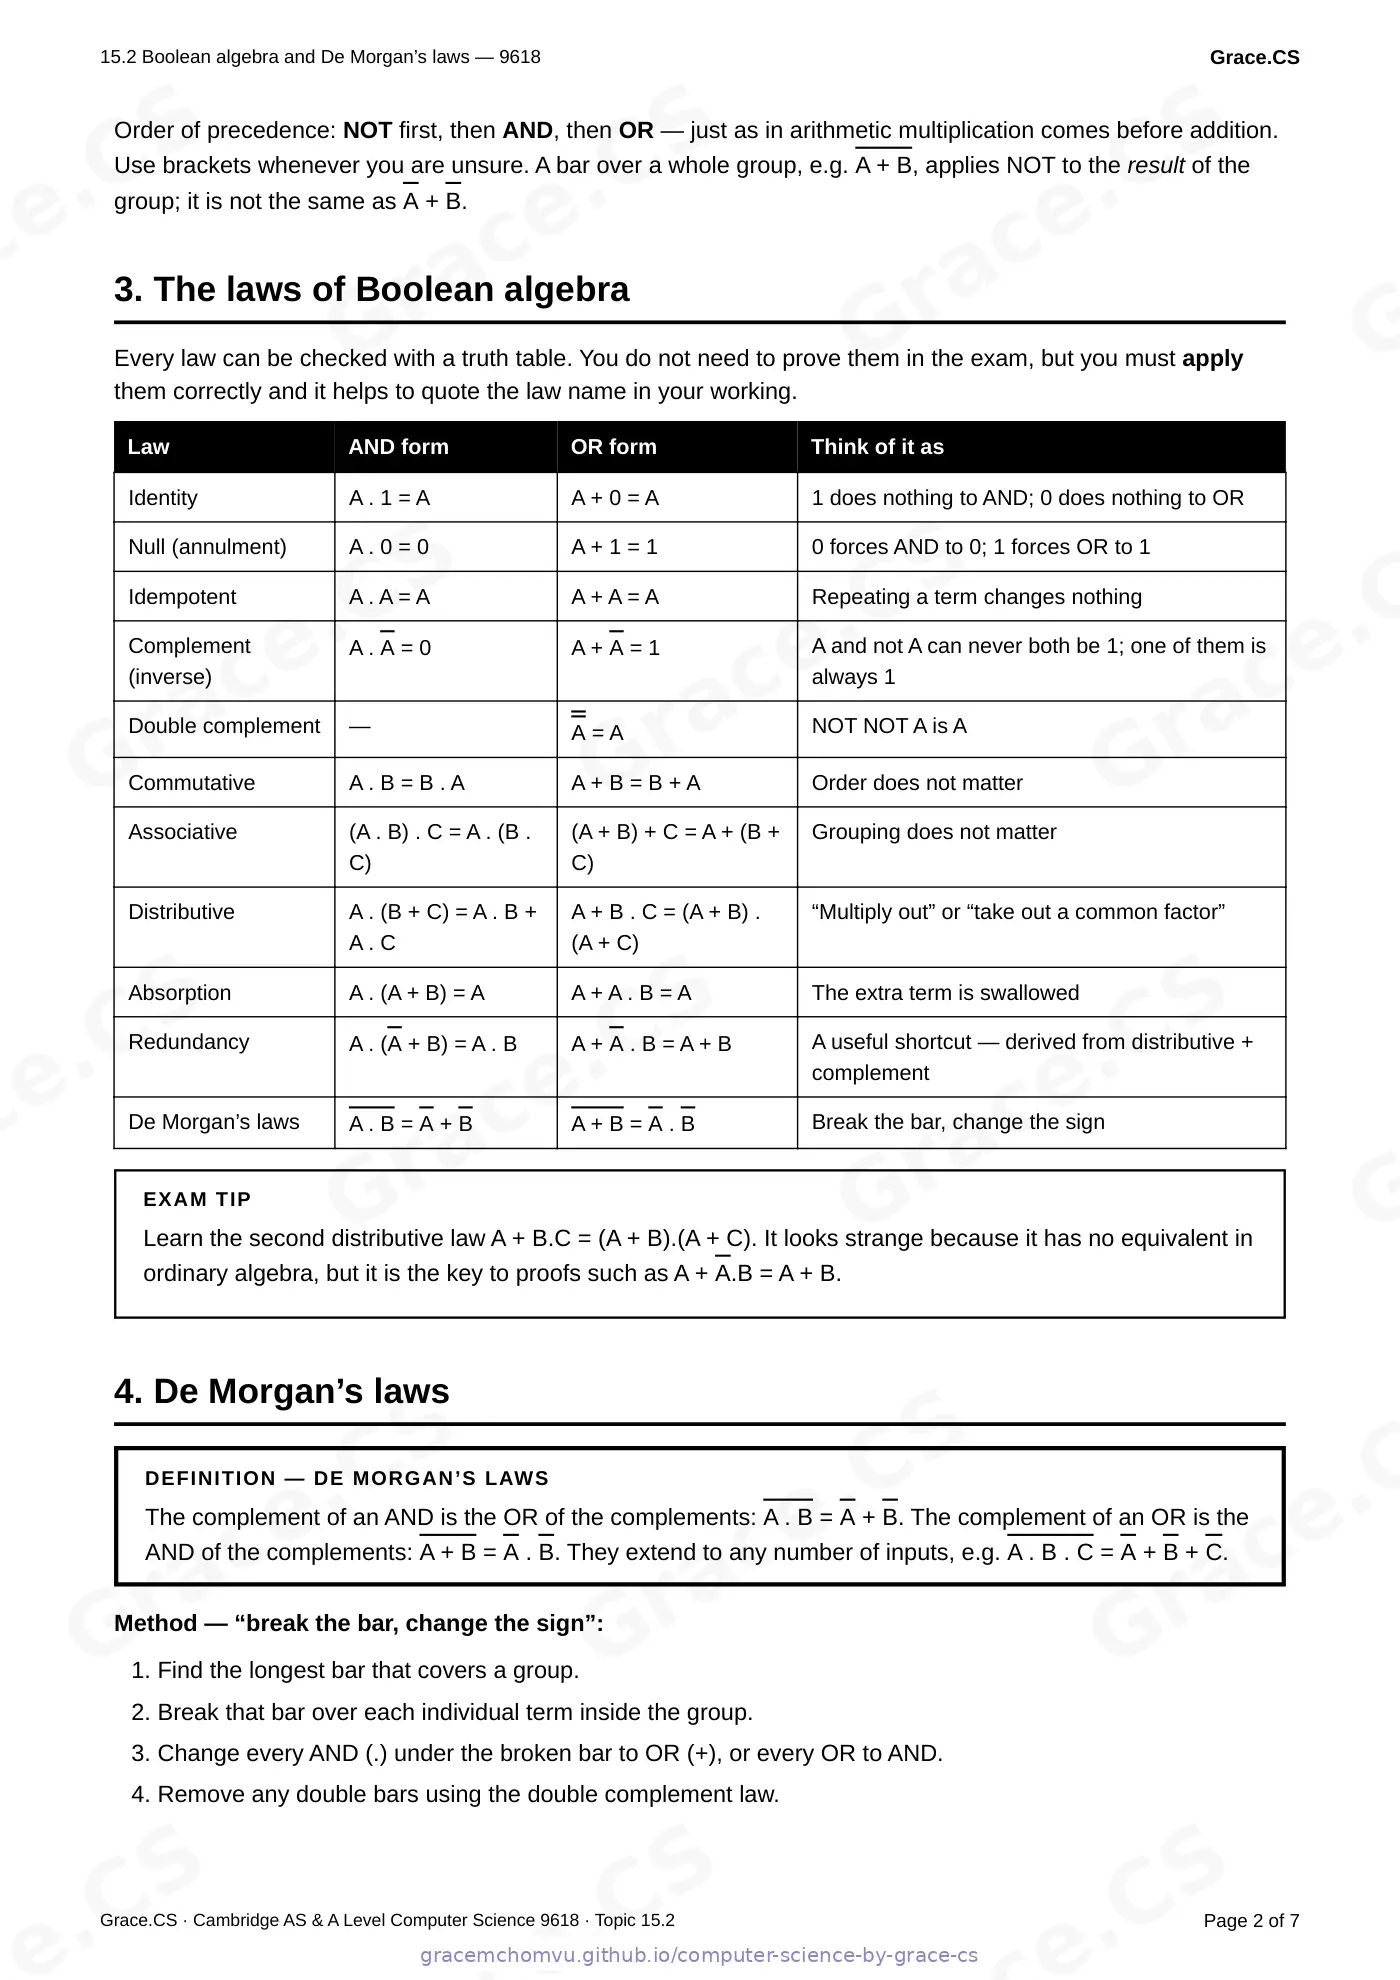 15.2 Boolean algebra and De Morgan’s laws — 9618
Grace.CS
Order of precedence: NOT first, then AND, then OR — just as in arithmetic multiplication comes before addition.
Use brackets whenever you are unsure. A bar over a whole group, e.g. A̅ ̅+̅ ̅B̅, applies NOT to the result of the
group; it is not the same as A̅ + B̅.
3. The laws of Boolean algebra
Every law can be checked with a truth table. You do not need to prove them in the exam, but you must apply
them correctly and it helps to quote the law name in your working.
Law AND form OR form Think of it as
Identity A . 1 = A A + 0 = A 1 does nothing to AND; 0 does nothing to OR
Null (annulment) A . 0 = 0 A + 1 = 1 0 forces AND to 0; 1 forces OR to 1
Idempotent A . A = A A + A = A Repeating a term changes nothing
Complement A . A̅ = 0 A + A̅ = 1 A and not A can never both be 1; one of them is
(inverse) always 1
Double complement — A̿ = A NOT NOT A is A
Commutative A . B = B . A A + B = B + A Order does not matter
Associative (A . B) . C = A . (B . (A + B) + C = A + (B + Grouping does not matter
C) C)
Distributive A . (B + C) = A . B + A + B . C = (A + B) . “Multiply out” or “take out a common factor”
A . C (A + C)
Absorption A . (A + B) = A A + A . B = A The extra term is swallowed
Redundancy A . (A̅ + B) = A . B A + A̅ . B = A + B A useful shortcut — derived from distributive +
complement
De Morgan’s laws A̅ ̅.̅ ̅B̅ = A̅ + B̅ A̅ ̅+̅ ̅B̅ = A̅ . B̅ Break the bar, change the sign
EXAM TIP
Learn the second distributive law A + B.C = (A + B).(A + C). It looks strange because it has no equivalent in
ordinary algebra, but it is the key to proofs such as A + A̅.B = A + B.
4. De Morgan’s laws
DEFINITION — DE MORGAN’S LAWS
The complement of an AND is the OR of the complements: A̅ ̅.̅ ̅B̅ = A̅ + B̅. The complement of an OR is the
AND of the complements: A̅ ̅+̅ ̅B̅ = A̅ . B̅. They extend to any number of inputs, e.g. A̅ ̅.̅ ̅B̅ ̅.̅ ̅C̅ = A̅ + B̅ + C̅.
Method — “break the bar, change the sign”:
1. Find the longest bar that covers a group.
2. Break that bar over each individual term inside the group.
3. Change every AND (.) under the broken bar to OR (+), or every OR to AND.
4. Remove any double bars using the double complement law.
Grace.CS · Cambridge AS & A Level Computer Science 9618 · Topic 15.2
Page 2 of 7
gracemchomvu.github.io/computer-science-by-grace-cs